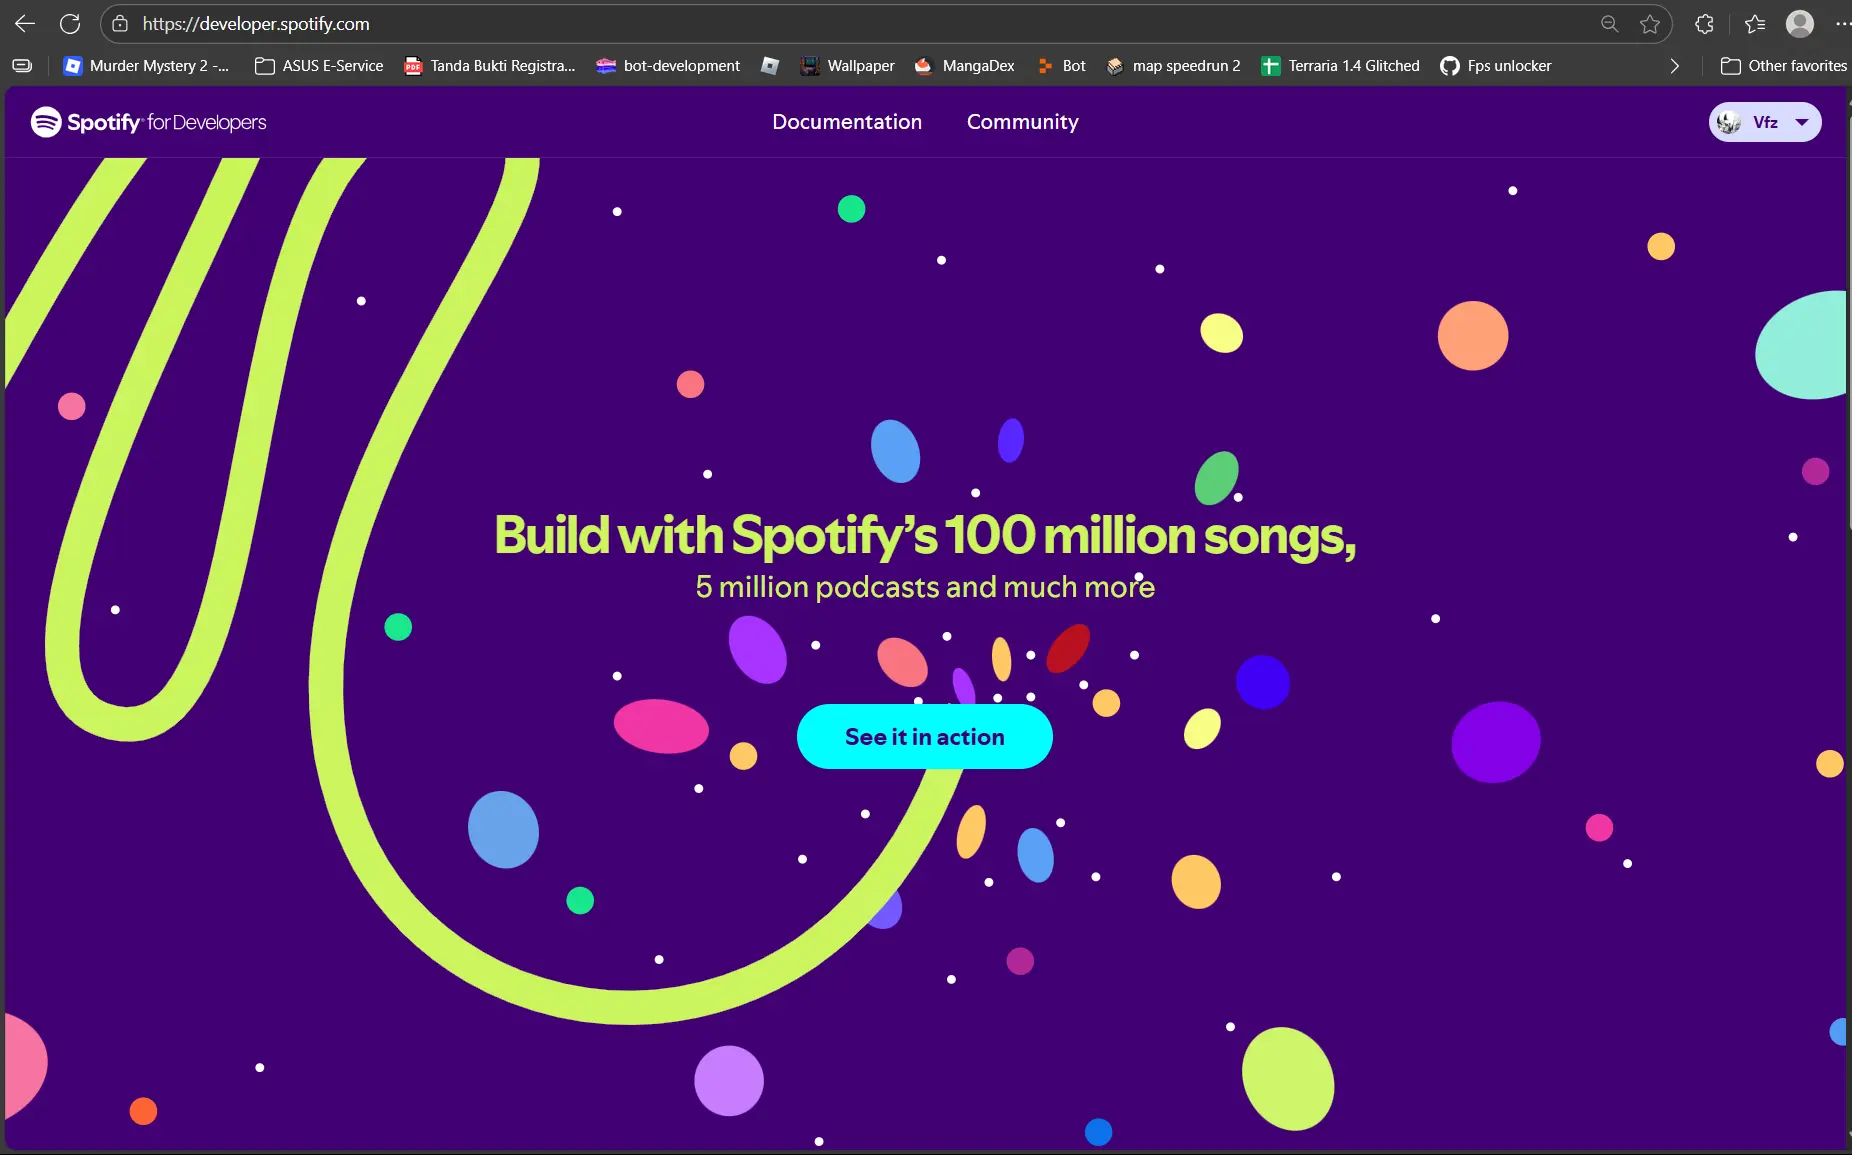 https://developer.spotify.com
Murder Mystery 2 -...
ASUS E-Service
PDF
Tanda Bukti Registra...
bot-development
Wallpaper
MangaDex
Bot
map speedrun 2
Terraria 1.4 Glitched
Fps unlocker
Other favorites
Spotify for Developers
Documentation
Community
Vfz
Build with Spotify’s 100 million songs,
5 million podcasts and much more
See it in action